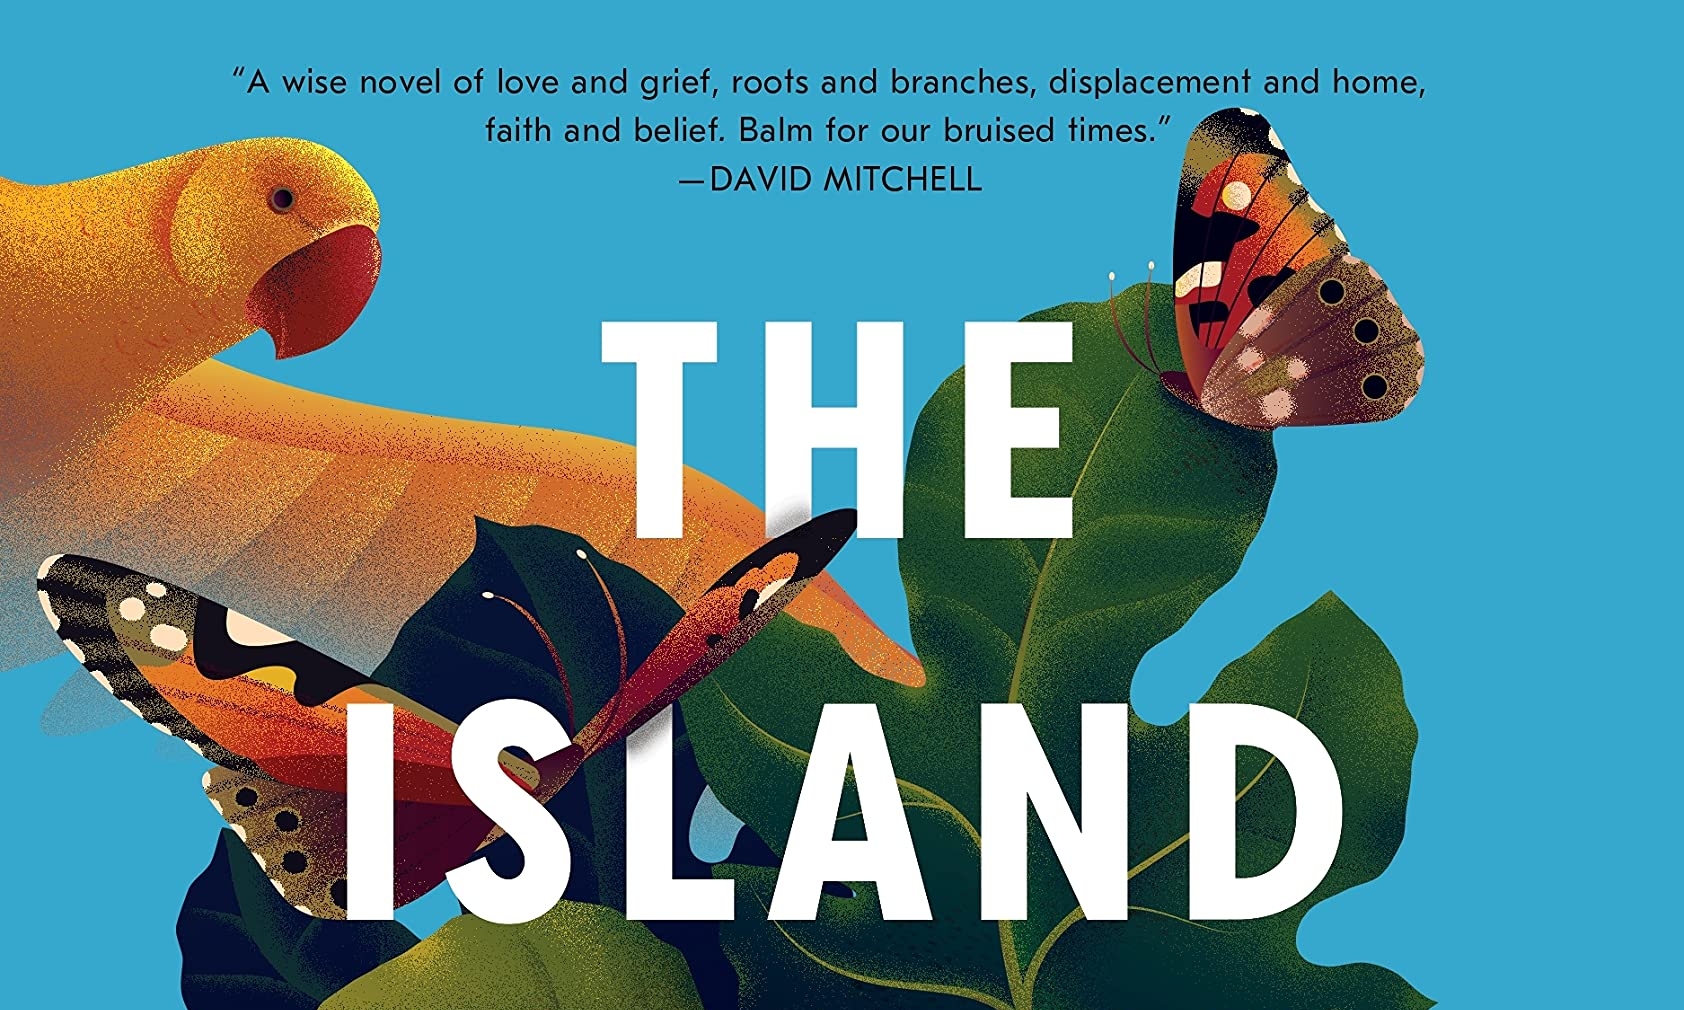 “A wise novel of love and grief, roots and branches, displacement and home,
faith and belief. Balm for our bruised times.”
—DAVID MITCHELL
THE
ISLAND